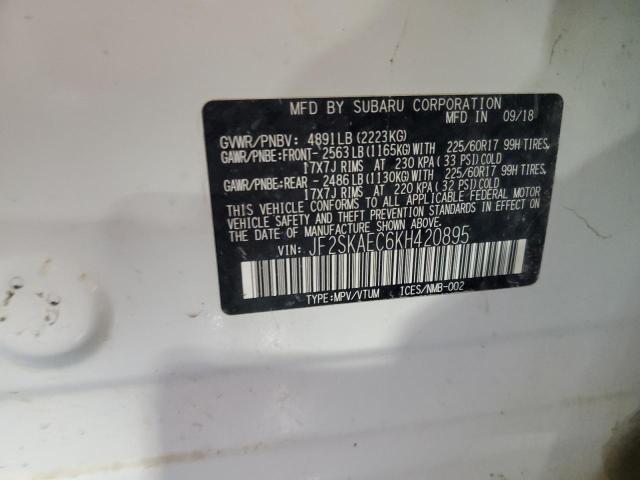 MFD BY SUBARU CORPORATION
MFD IN 09/18
GVWR/PNBV: 4891LB(2223KG)
GAWR/PNBE:FRONT-2563LB(1165KG)WITH 225/60R17 99H TIRES,
17X7J RIMS AT 230 KPA(33 PSI)COLD
GAWR/PNBE:REAR -2486LB(1130KG)WITH 225/60R17 99H TIRES,
17X7J RIMS AT 220 KPA(32 PSI)COLD
THIS VEHICLE CONFORMS TO ALL APPLICABLE FEDERAL MOTOR
VEHICLE SAFETY AND THEFT PREVENTION STANDARDS IN EFFECT ON
THE DATE OF MANUFACTURE SHOWN ABOVE.
VIN: JF2SKAEC6KH420895
TYPE:MPV/VTUM ICES/NMB-002